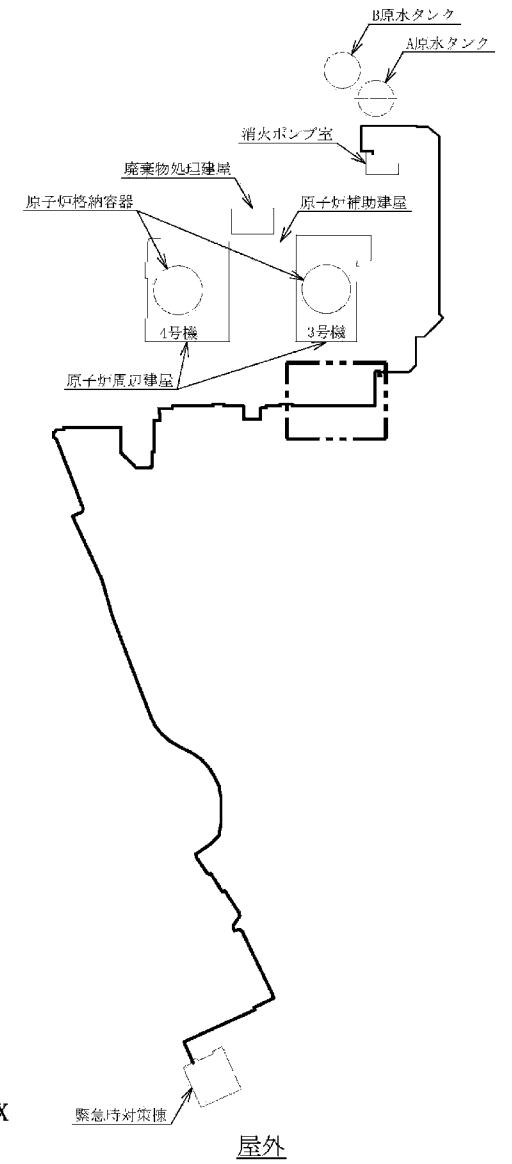 B原水タンク
A原水タンク
消火ポンプ室
廃棄物処理建屋
原子炉格納容器
原子炉補助建屋
4号機
3号機
原子炉周辺建屋
緊急時対策棟
屋外